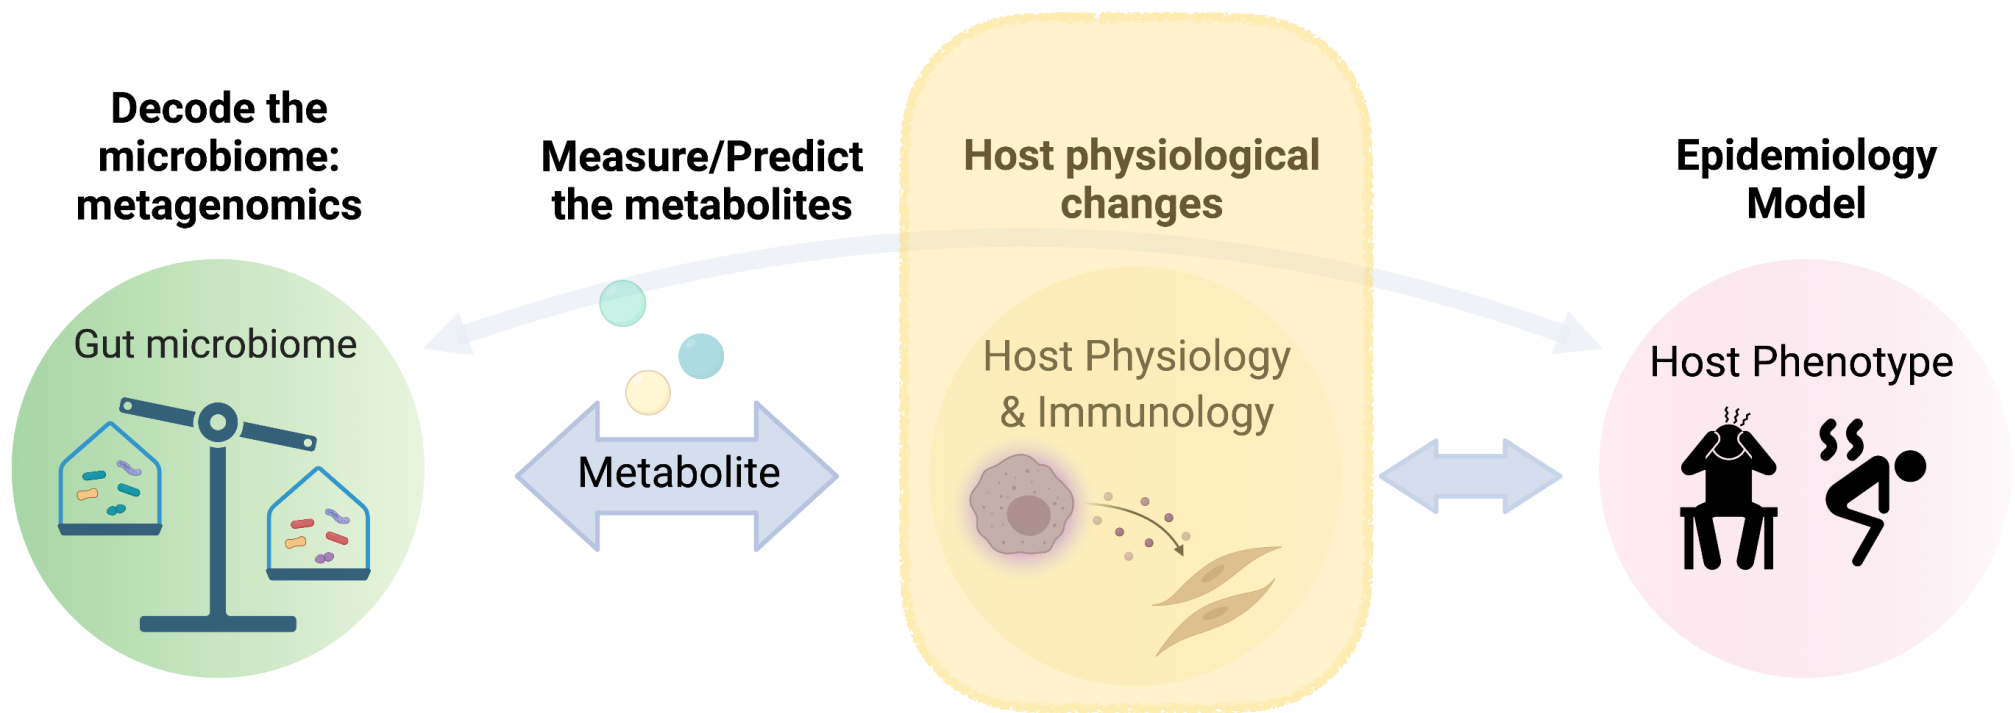 Decode the
microbiome:
metagenomics
Measure/Predict
the metabolites
Host physiological
changes
Epidemiology
Model
Gut microbiome
Metabolite
Host Physiology
& Immunology
Host Phenotype